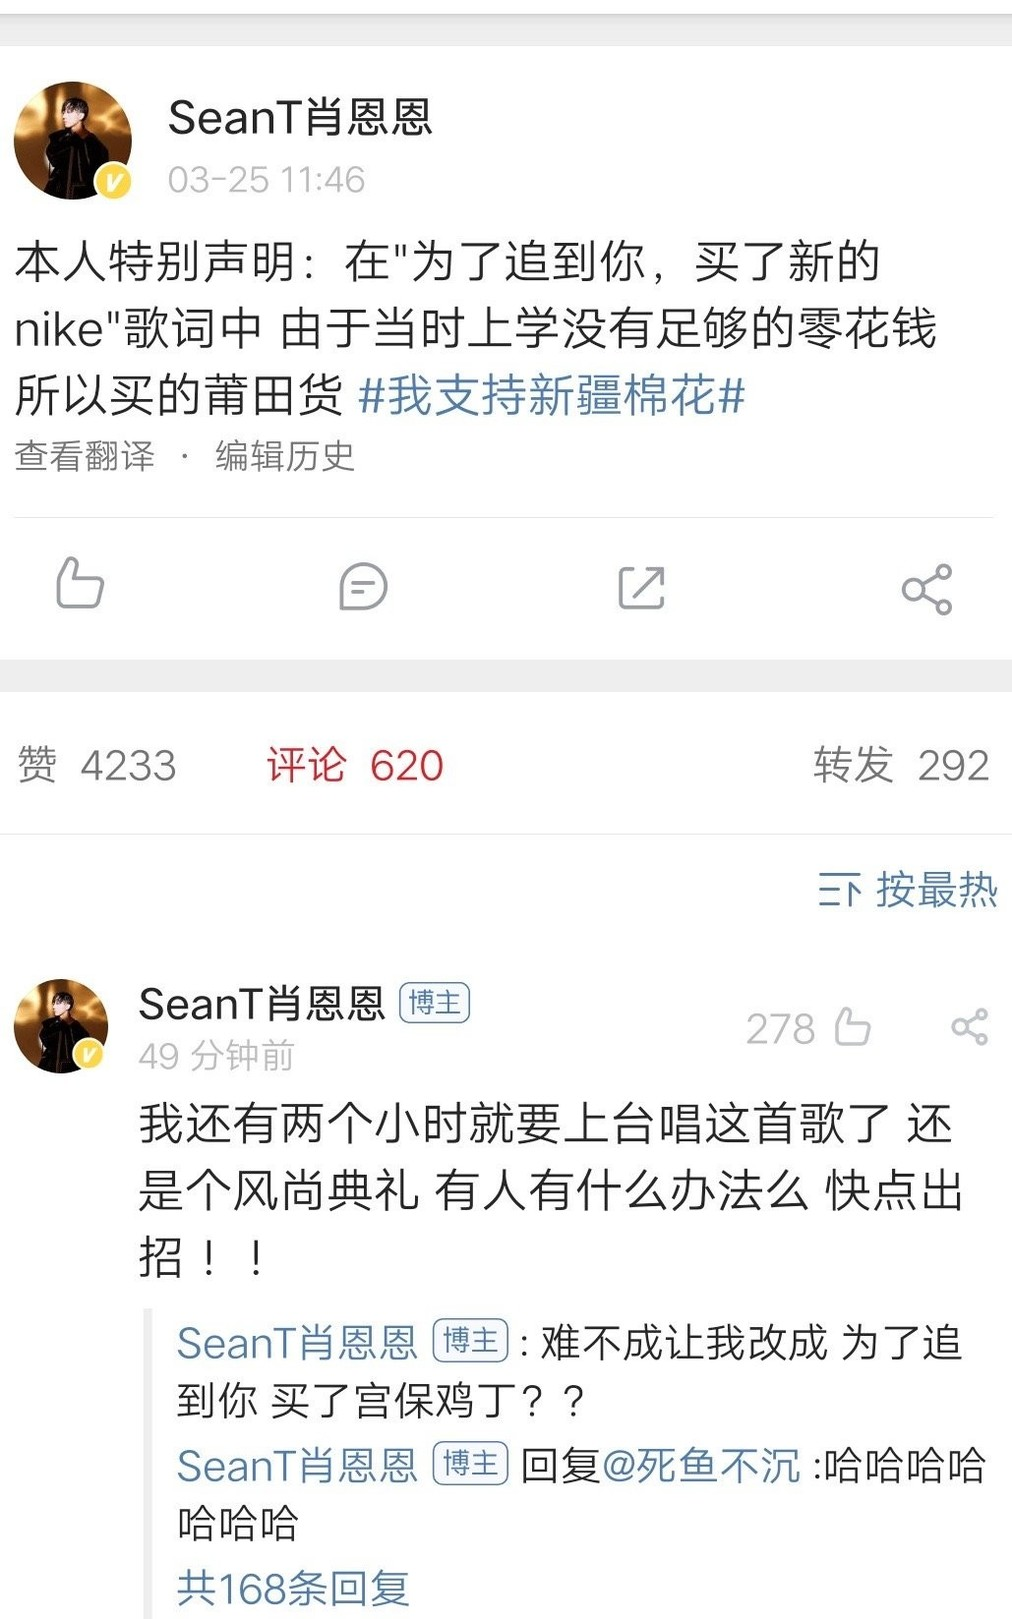 SeanT肖恩恩
03-25 11:46
本人特别声明：在"为了追到你，买了新的
nike"歌词中 由于当时上学没有足够的零花钱
所以买的莆田货 #我支持新疆棉花#
查看翻译 · 编辑历史
赞 4233 评论 620 转发 292
按最热
SeanT肖恩恩 博主
278
49 分钟前
我还有两个小时就要上台唱这首歌了 还
是个风尚典礼 有人有什么办法么 快点出
招！！
SeanT肖恩恩 博主 : 难不成让我改成 为了追
到你 买了宫保鸡丁？？
SeanT肖恩恩 博主 回复@死鱼不沉 :哈哈哈哈
哈哈哈
共168条回复